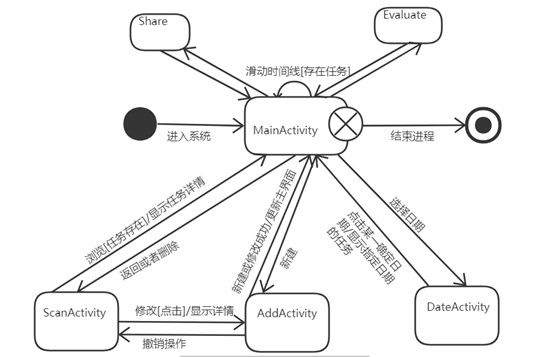 Share
Evaluate
滑动时间线[存在任务]
MainActivity
进入系统
结束进程
浏览[任务存在]/显示任务详情
返回或者删除
新建或修改成功/更新主界面
新建
选择日期
点击某一确定日
期/显示指定日期
的任务
ScanActivity
修改[点击]/显示详情
撤销操作
AddActivity
DateActivity